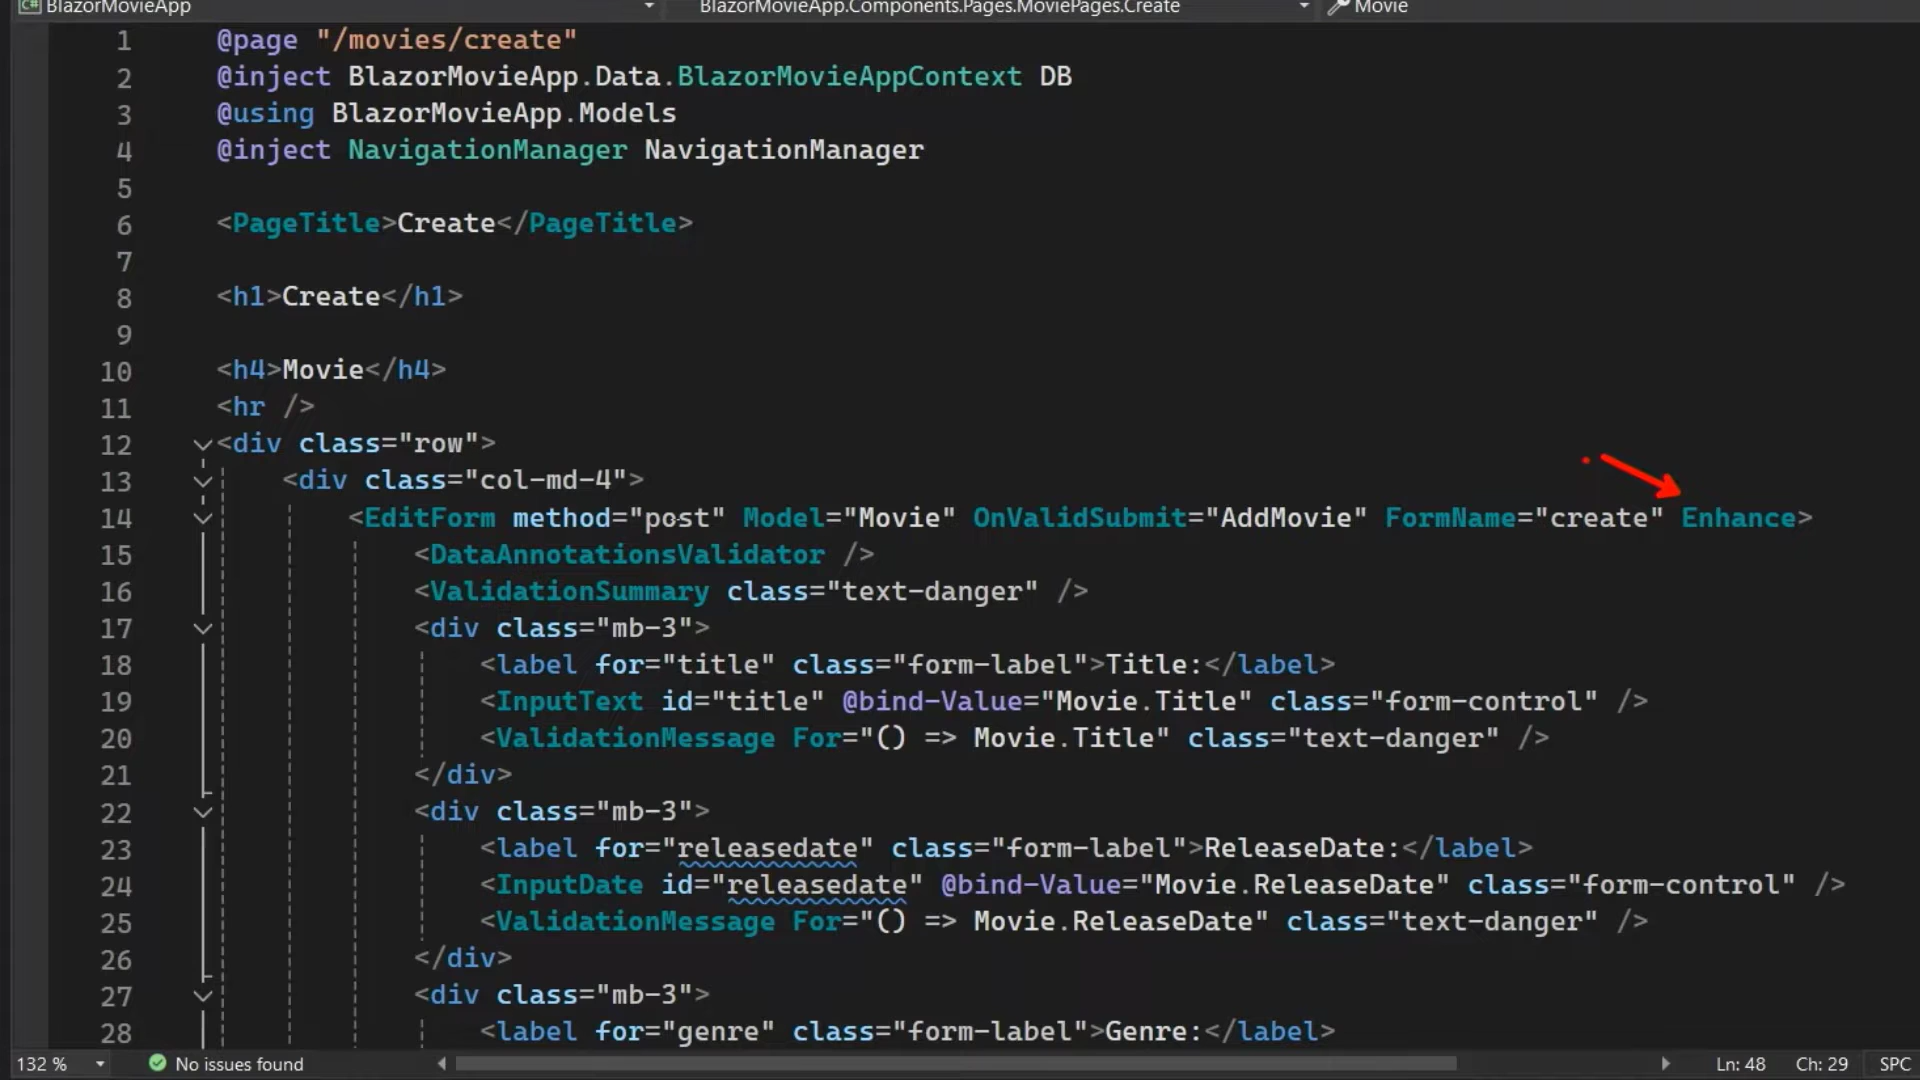 C# BlazorMovieApp BlazorMovieApp.Components.Pages.MoviePages.Create Movie
1 @page "/movies/create"
2 @inject BlazorMovieApp.Data.BlazorMovieAppContext DB
3 @using BlazorMovieApp.Models
4 @inject NavigationManager NavigationManager
5
6 <PageTitle>Create</PageTitle>
7
8 <h1>Create</h1>
9
10 <h4>Movie</h4>
11 <hr />
12 <div class="row">
13 <div class="col-md-4">
14 <EditForm method="post" Model="Movie" OnValidSubmit="AddMovie" FormName="create" Enhance>
15 <DataAnnotationsValidator />
16 <ValidationSummary class="text-danger" />
17 <div class="mb-3">
18 <label for="title" class="form-label">Title:</label>
19 <InputText id="title" @bind-Value="Movie.Title" class="form-control" />
20 <ValidationMessage For="() => Movie.Title" class="text-danger" />
21 </div>
22 <div class="mb-3">
23 <label for="releasedate" class="form-label">ReleaseDate:</label>
24 <InputDate id="releasedate" @bind-Value="Movie.ReleaseDate" class="form-control" />
25 <ValidationMessage For="() => Movie.ReleaseDate" class="text-danger" />
26 </div>
27 <div class="mb-3">
28 <label for="genre" class="form-label">Genre:</label>
132 % No issues found Ln: 48 Ch: 29 SPC